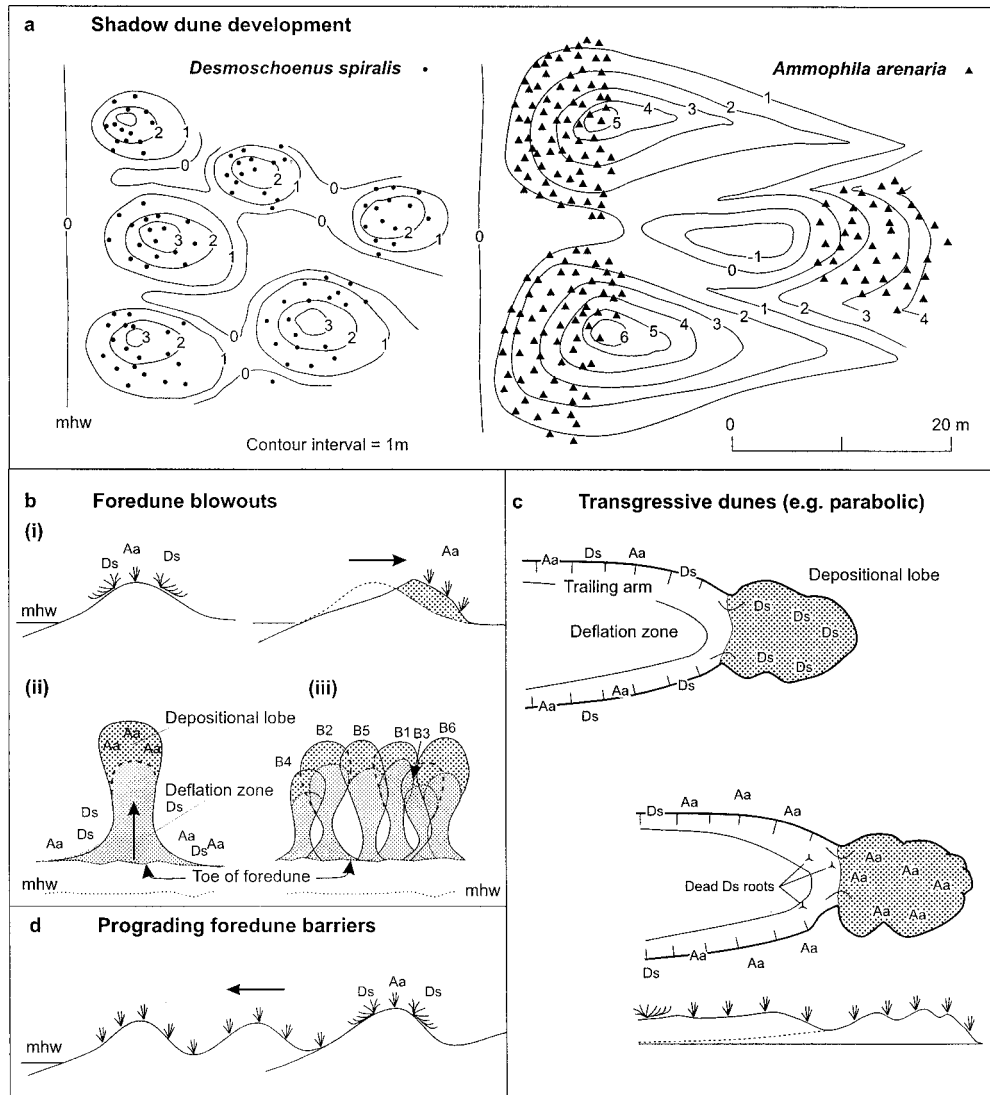 a Shadow dune development
Desmoschoenus spiralis •
Ammophila arenaria ▲
2
1
0
2
1
0
0
2
1
3
2
1
0
3
2
1
0
3
2
1
0
0
mhw
Contour interval = 1m
0
5
4
3
2
1
-1
0
1
2
3
4
6
5
4
3
2
1
0 20 m
b Foredune blowouts
(i)
Aa
Ds Ds
mhw
Aa
(ii)
Depositional lobe
Aa
Aa Aa
Deflation zone
Ds
Ds
Aa
Ds
Aa
DsAa
Toe of foredune
mhw
(iii)
B2 B5 B1 B3 B6
B4
mhw
c Transgressive dunes (e.g. parabolic)
Aa Ds Aa
Ds
Trailing arm
Depositional lobe
Deflation zone
Ds
Ds
Ds
Ds
Ds
Aa
Ds
Aa
Ds
Ds Aa Aa Aa
Dead Ds roots
Aa
Aa
Aa
Aa
Aa
Aa
Aa
Ds
Aa
Aa
Aa
d Prograding foredune barriers
Aa
Ds Ds
mhw